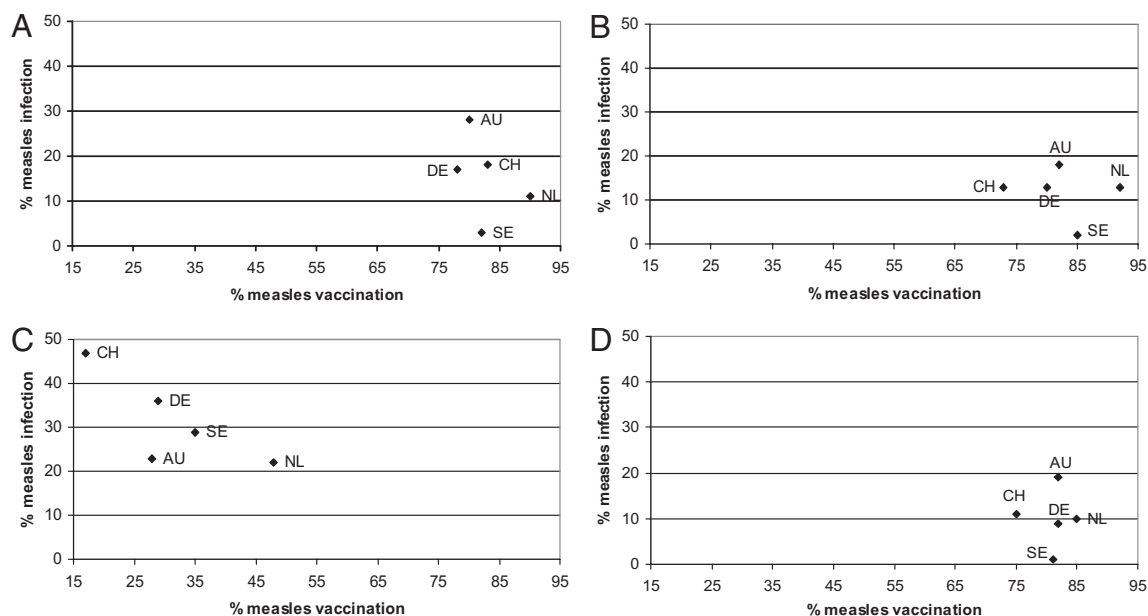 A
% measles infection
50
40
30
20
10
0
AU
DE
CH
NL
SE
15 25 35 45 55 65 75 85 95
% measles vaccination
B
% measles infection
50
40
30
20
10
0
AU
NL
CH
DE
SE
15 25 35 45 55 65 75 85 95
% measles vaccination
C
% measles infection
50
40
30
20
10
0
CH
DE
SE
AU
NL
15 25 35 45 55 65 75 85 95
% measles vaccination
D
% measles infection
50
40
30
20
10
0
AU
CH
DE
NL
SE
15 25 35 45 55 65 75 85 95
% measles vaccination